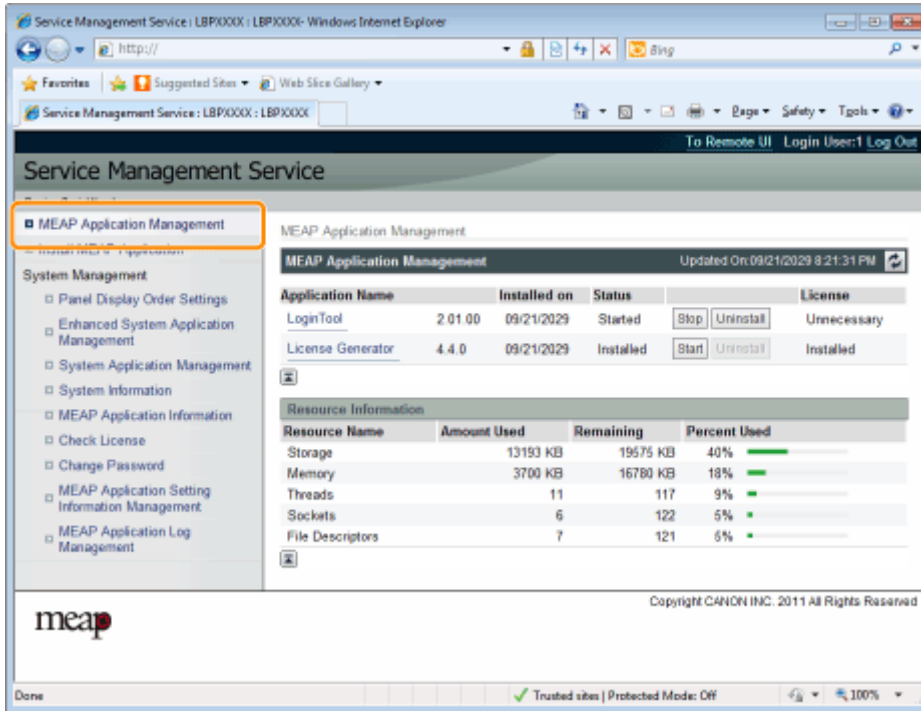 Service Management Service : LBPXXXX : LBPXXXX- Windows Internet Explorer
http://
Bing
Favorites Suggested Sites Web Slice Gallery
Service Management Service : LBPXXXX : LBPXXXX
Page Safety Tools
To Remote UI Login User:1 Log Out
Service Management Service
MEAP Application Management
Install MEAP Application
System Management
Panel Display Order Settings
Enhanced System Application
Management
System Application Management
System Information
MEAP Application Information
Check License
Change Password
MEAP Application Setting
Information Management
MEAP Application Log
Management
MEAP Application Management
MEAP Application Management Updated On:09/21/2029 8:21:31 PM
Application Name Installed on Status License
LoginTool 2.01.00 09/21/2029 Started Stop Uninstall Unnecessary
License Generator 4.4.0 09/21/2029 Installed Start Uninstall Installed
Resource Information
Resource Name Amount Used Remaining Percent Used
Storage 13193 KB 19575 KB 40%
Memory 3700 KB 16780 KB 18%
Threads 11 117 9%
Sockets 6 122 5%
File Descriptors 7 121 6%
Copyright CANON INC. 2011 All Rights Reserved
meap
Done Trusted sites | Protected Mode: Off 100%